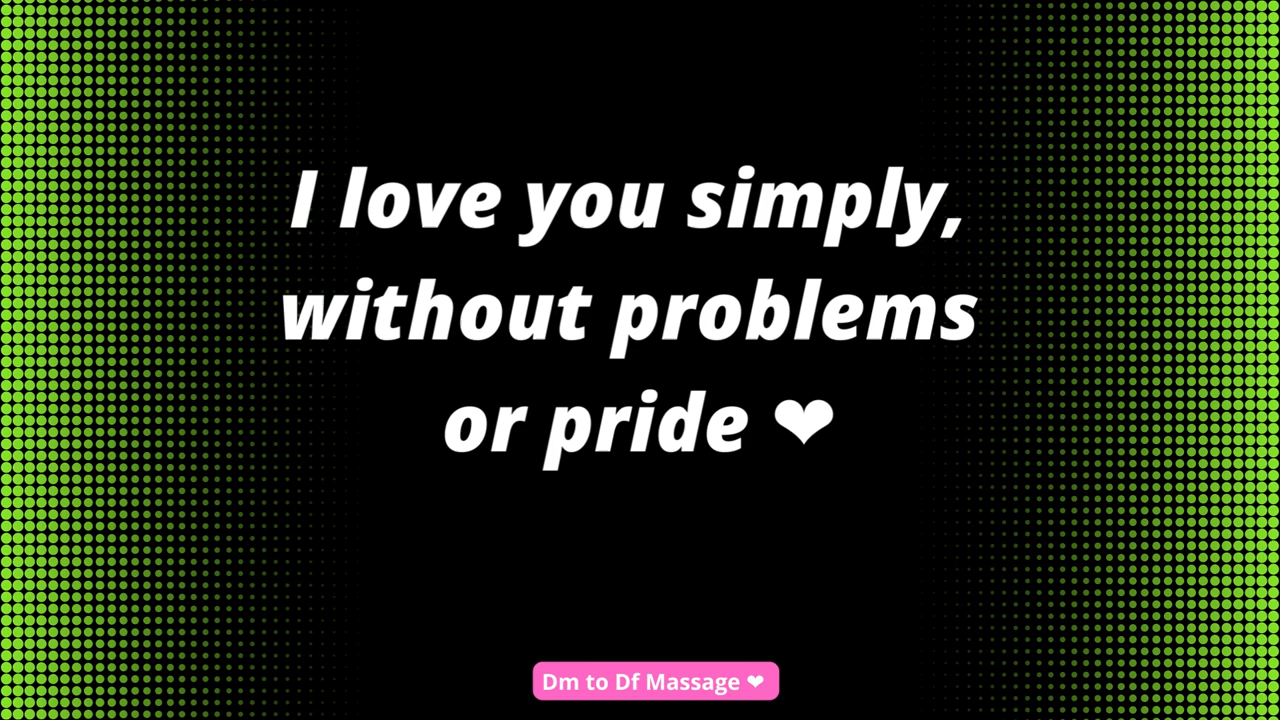 I love you simply,
without problems
or pride ❤
Dm to Df Massage ❤